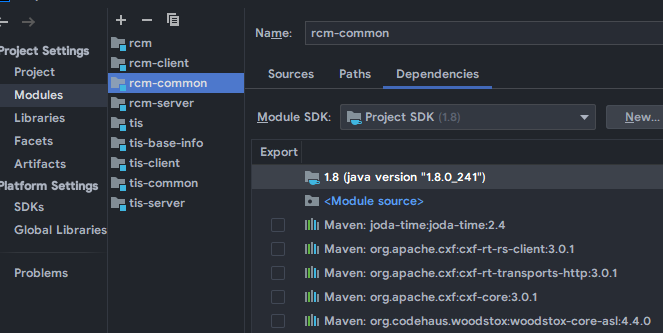 Project Settings
Project
Modules
Libraries
Facets
Artifacts
Platform Settings
SDKs
Global Libraries
Problems
rcm
rcm-client
rcm-common
rcm-server
tis
tis-base-info
tis-client
tis-common
tis-server
Name: rcm-common
Sources Paths Dependencies
Module SDK: Project SDK (1.8) New...
Export
1.8 (java version "1.8.0_241")
<Module source>
Maven: joda-time:joda-time:2.4
Maven: org.apache.cxf:cxf-rt-rs-client:3.0.1
Maven: org.apache.cxf:cxf-rt-transports-http:3.0.1
Maven: org.apache.cxf:cxf-core:3.0.1
Maven: org.codehaus.woodstox:woodstox-core-asl:4.4.0